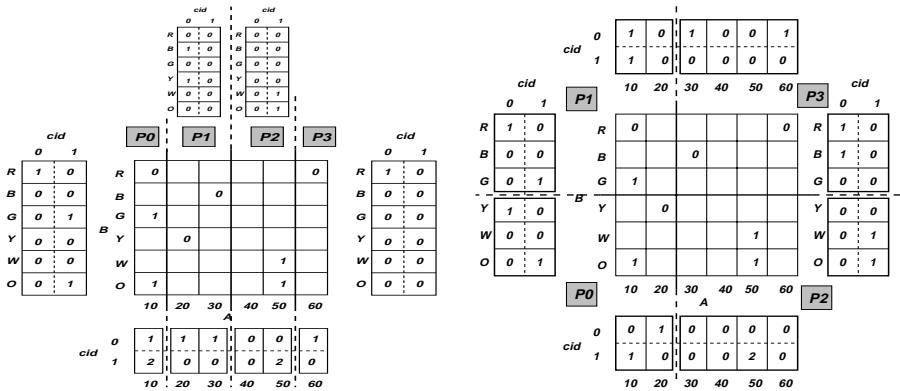 cid
0 1
R 0 0
B 1 0
G 0 0
Y 1 0
W 0 0
O 0 0
cid
0 1
0 0
0 0
0 0
0 0
0 1
0 1
P0 P1 P2 P3
cid
0 1
R 1 0
B 0 0
G 0 1
Y 0 0
W 0 0
O 0 1
B
R 0 0
B 0
G 1
Y 0
W 1
O 1 1
10 20 30 40 50 60
A
cid
0 1
R 1 0
B 0 0
G 0 0
Y 0 0
W 0 0
O 0 0
cid
0 1 1 1 0 0 1
1 2 0 0 0 2 0
10 20 30 40 50 60
cid
0 1 0 1 0 0 1
1 1 0 0 0 0 0
10 20 30 40 50 60
P1 P3
cid
0 1
R 1 0
B 0 0
G 0 1
Y 1 0
W 0 0
O 0 1
B
R 0 0
B 0
G 1
Y 0
W 1
O 1 1
10 20 30 40 50 60
A
cid
0 1
R 1 0
B 1 0
G 0 0
Y 0 0
W 0 1
O 0 1
P0 P2
cid
0 0 1 0 0 0 0
1 1 0 0 0 2 0
10 20 30 40 50 60